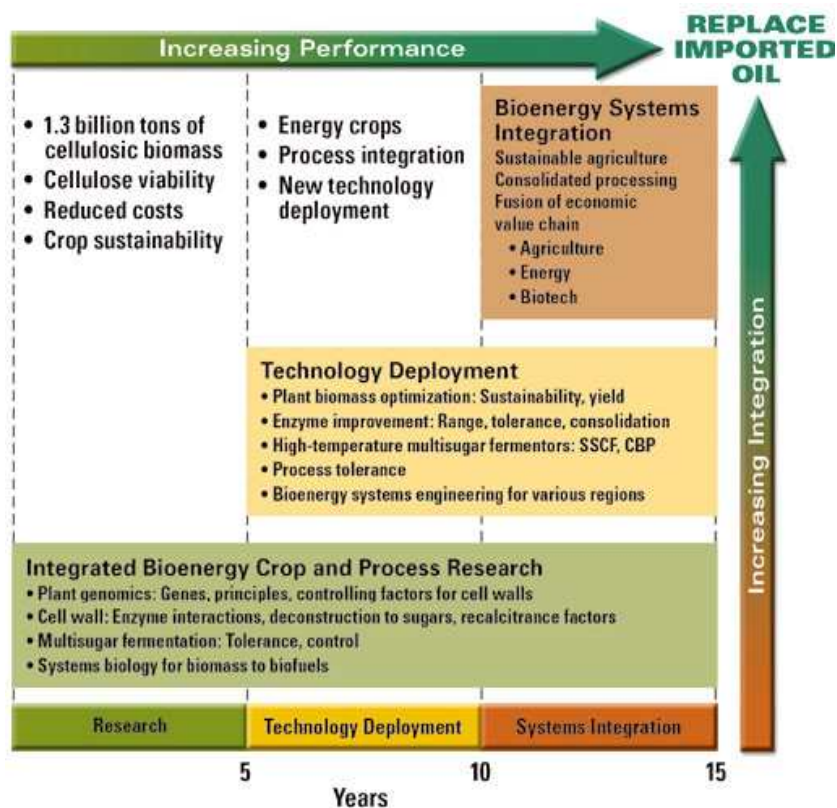 Increasing Performance
REPLACE
IMPORTED
OIL
• 1.3 billion tons of
cellulosic biomass
• Cellulose viability
• Reduced costs
• Crop sustainability
• Energy crops
• Process integration
• New technology
deployment
Bioenergy Systems
Integration
Sustainable agriculture
Consolidated processing
Fusion of economic
value chain
• Agriculture
• Energy
• Biotech
Technology Deployment
• Plant biomass optimization: Sustainability, yield
• Enzyme improvement: Range, tolerance, consolidation
• High-temperature multisugar fermentors: SSCF, CBP
• Process tolerance
• Bioenergy systems engineering for various regions
Integrated Bioenergy Crop and Process Research
• Plant genomics: Genes, principles, controlling factors for cell walls
• Cell wall: Enzyme interactions, deconstruction to sugars, recalcitrance factors
• Multisugar fermentation: Tolerance, control
• Systems biology for biomass to biofuels
Increasing Integration
Research
Technology Deployment
Systems Integration
5
10
15
Years